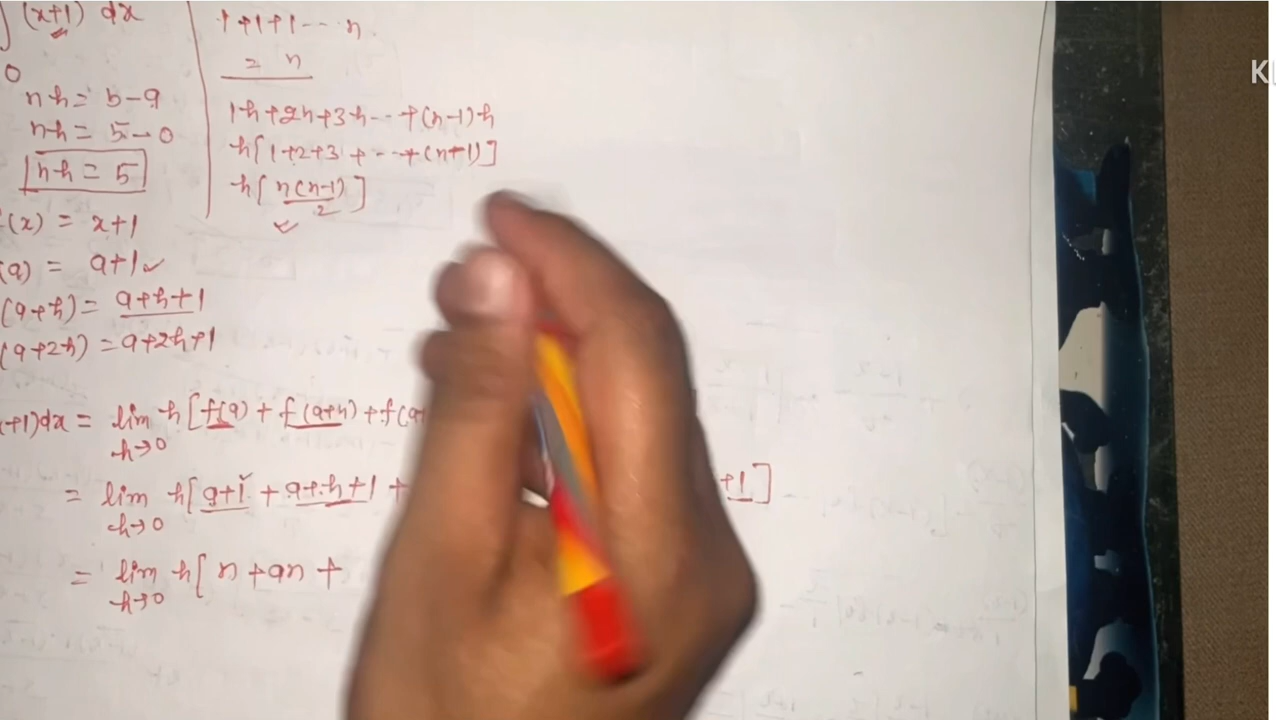 ∫ (x+1) dx
0
nh = b-a
nh = 5-0
nh = 5
(x) = x+1
(a) = a+1 ✓
(a+h) = a+h+1
(a+2h) = a+2h+1
1+1+1 --- n
= n
1h+2h+3h --- +(n-1)h
h[1+2+3+ --- +(n+1)]
h[n(n-1)/2]
✓
+1)dx = lim h[f(a) + f(a+h) + f(a+
h→0
= lim h[a+1 + a+h+1 + +1]
h→0
= lim h[n + an +
h→0